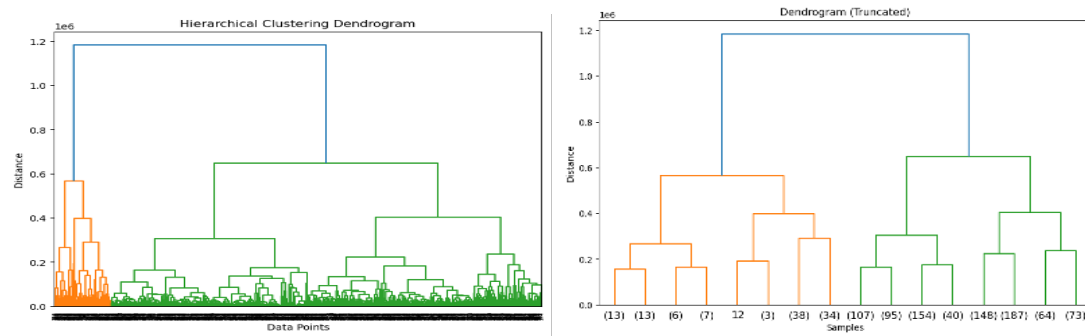 Hierarchical Clustering Dendrogram
1e6
1.2
1.0
0.8
0.6
0.4
0.2
0.0
Distance
Data Points
Dendrogram (Truncated)
1e6
1.2
1.0
0.8
0.6
0.4
0.2
0.0
Distance
(13) (13) (6) (7) 12 (3) (38) (34) (107) (95) (154) (40) (148) (187) (64) (73)
Samples